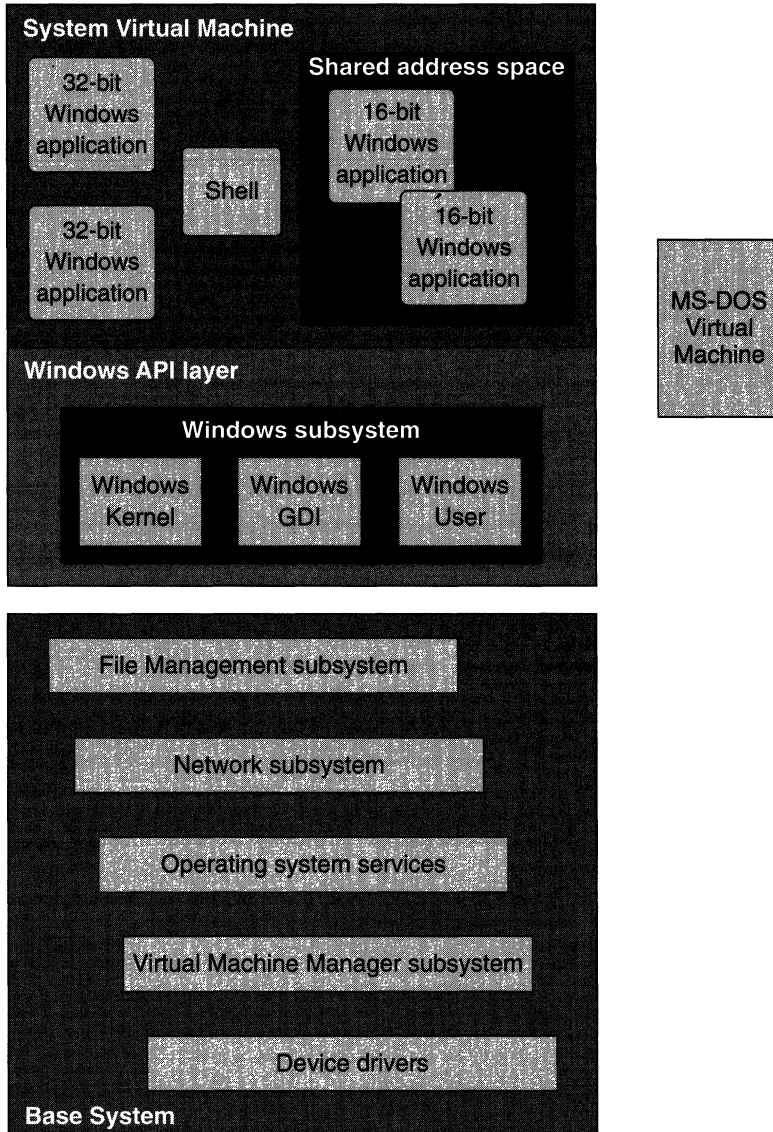 System Virtual Machine
32-bit
Windows
application
32-bit
Windows
application
Shell
Shared address space
16-bit
Windows
application
16-bit
Windows
application
MS-DOS
Virtual
Machine
Windows API layer
Windows subsystem
Windows
Kernel
Windows
GDI
Windows
User
File Management subsystem
Network subsystem
Operating system services
Virtual Machine Manager subsystem
Device drivers
Base System